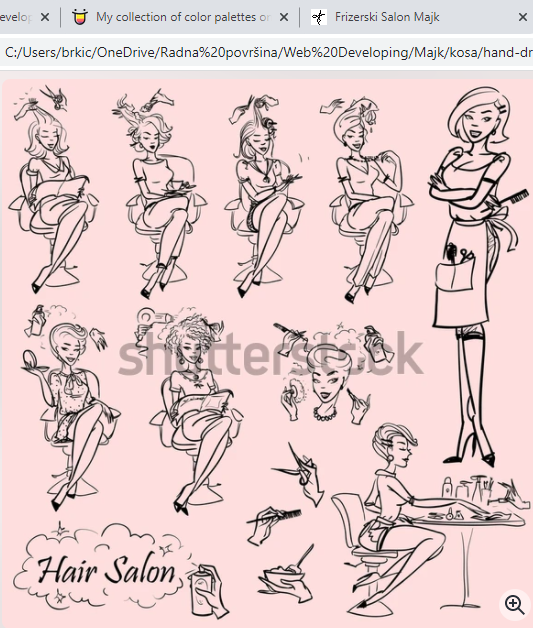 evelop
My collection of color palettes or
Frizerski Salon Majk
C:/Users/brkic/OneDrive/Radna%20površina/Web%20Developing/Majk/kosa/hand-dr
shutterstock
Hair Salon